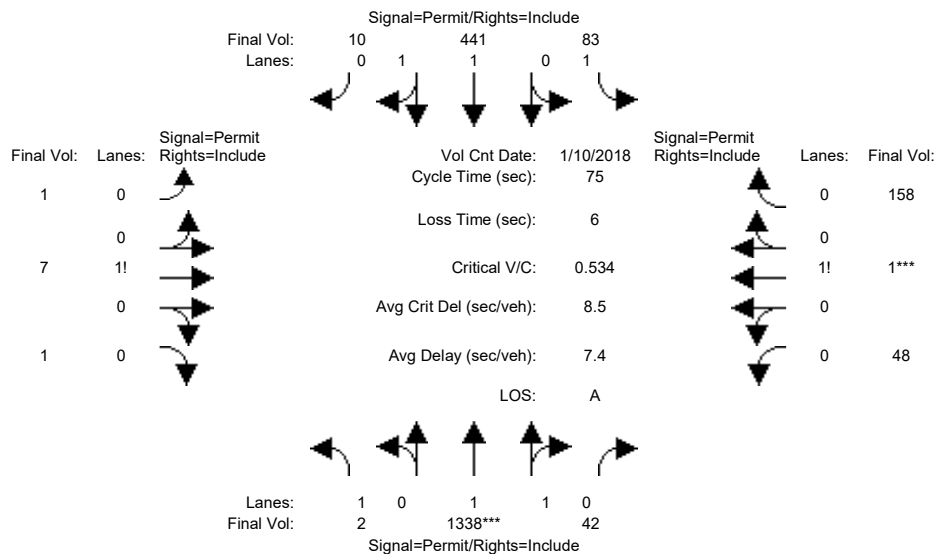 Signal=Permit/Rights=Include
Final Vol: 10 441 83
Lanes: 0 1 1 0 1
Signal=Permit
Final Vol: Lanes: Rights=Include
Vol Cnt Date: 1/10/2018
Signal=Permit
Rights=Include Lanes: Final Vol:
1 0
Cycle Time (sec): 75
0 158
Loss Time (sec): 6
0
0
7 1!
Critical V/C: 0.534
1! 1***
0
Avg Crit Del (sec/veh): 8.5
0
1 0
Avg Delay (sec/veh): 7.4
0 48
LOS: A
Lanes: 1 0 1 1 0
Final Vol: 2 1338*** 42
Signal=Permit/Rights=Include